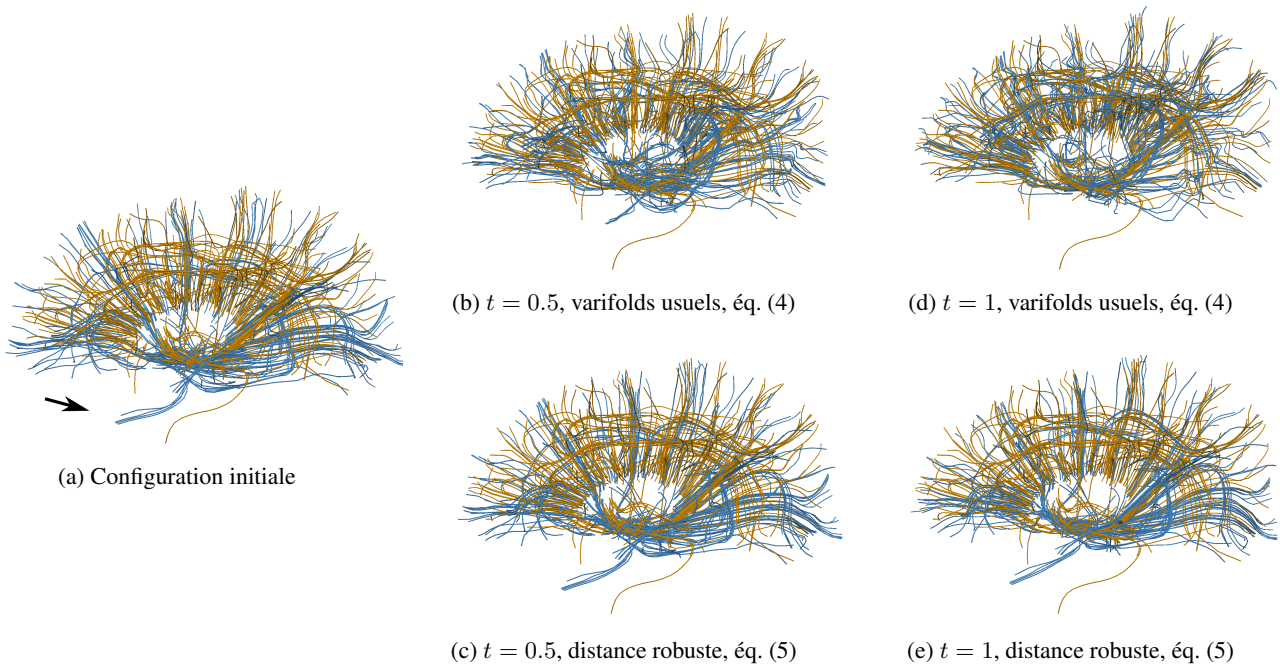 (b) t = 0.5, varifolds usuels, éq. (4)
(d) t = 1, varifolds usuels, éq. (4)
(a) Configuration initiale
(c) t = 0.5, distance robuste, éq. (5)
(e) t = 1, distance robuste, éq. (5)